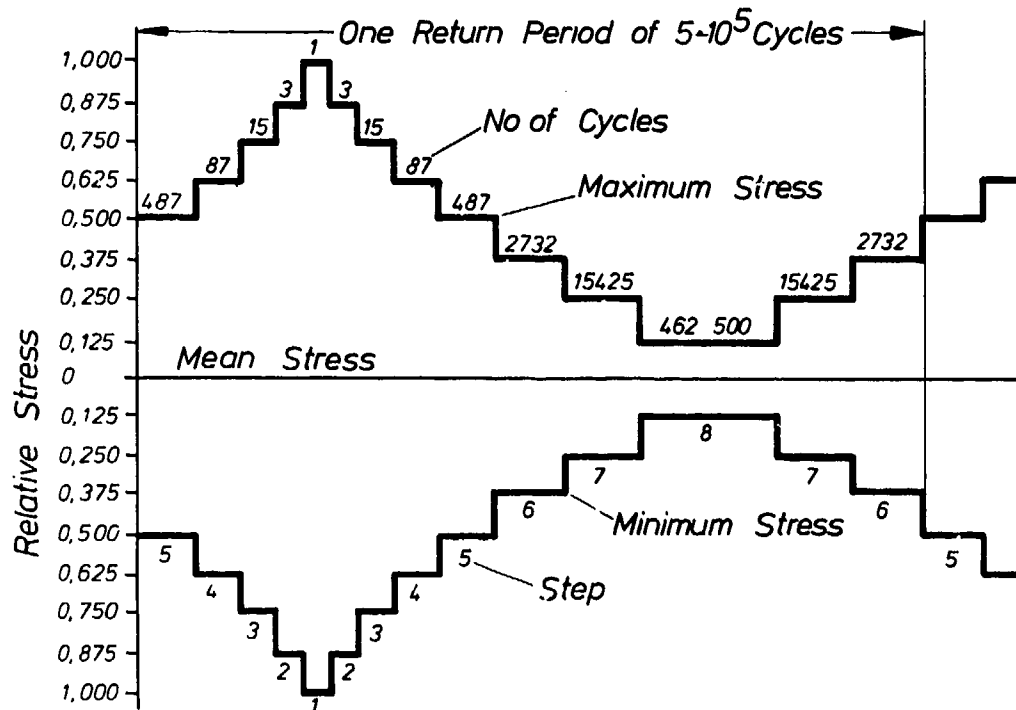 One Return Period of 5·10⁵ Cycles
1,000 1
0,875 3 3
0,750 15 15 No of Cycles
0,625 87 87
Maximum Stress
0,500 487 487
0,375 2732 2732
0,250 15425 15425
0,125 462 500
Mean Stress
0
Relative Stress
0,125 8
0,250 7 7
0,375 6 6
Minimum Stress
0,500 5 5 5
0,625 4 4
Step
0,750 3 3
0,875 2 2
1,000 1